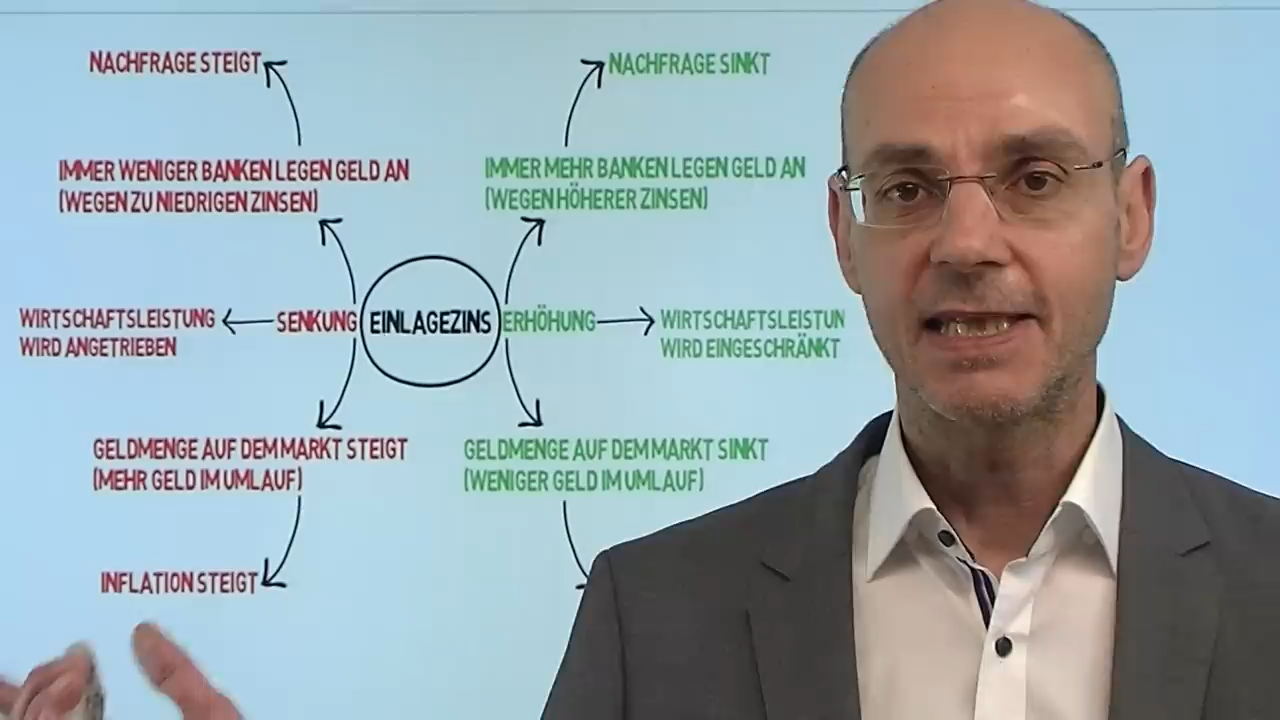 NACHFRAGE STEIGT
NACHFRAGE SINKT
IMMER WENIGER BANKEN LEGEN GELD AN
(WEGEN ZU NIEDRIGEN ZINSEN)
IMMER MEHR BANKEN LEGEN GELD AN
(WEGEN HÖHERER ZINSEN)
WIRTSCHAFTSLEISTUNG
WIRD ANGETRIEBEN
SENKUNG
EINLAGEZINS
ERHÖHUNG
WIRTSCHAFTSLEISTUN
WIRD EINGESCHRÄNKT
GELDMENGE AUF DEM MARKT STEIGT
(MEHR GELD IM UMLAUF)
GELDMENGE AUF DEM MARKT SINKT
(WENIGER GELD IM UMLAUF)
INFLATION STEIGT